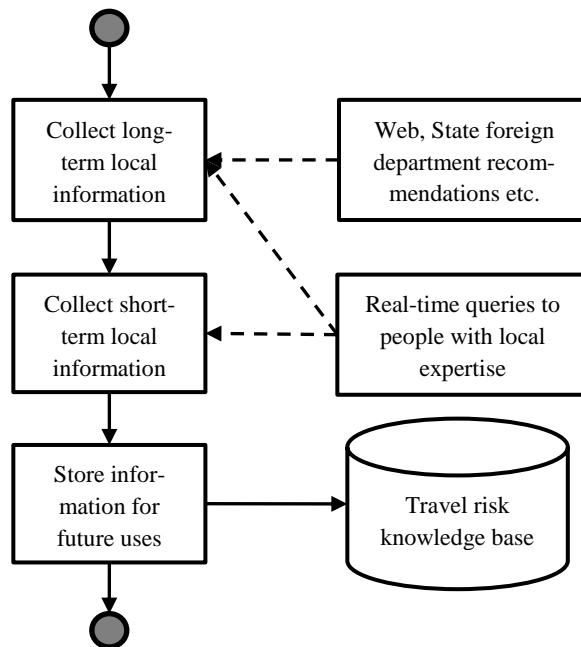 Collect long-
term local
information
Web, State foreign
department recom-
mendations etc.
Collect short-
term local
information
Real-time queries to
people with local
expertise
Store infor-
mation for
future uses
Travel risk
knowledge base